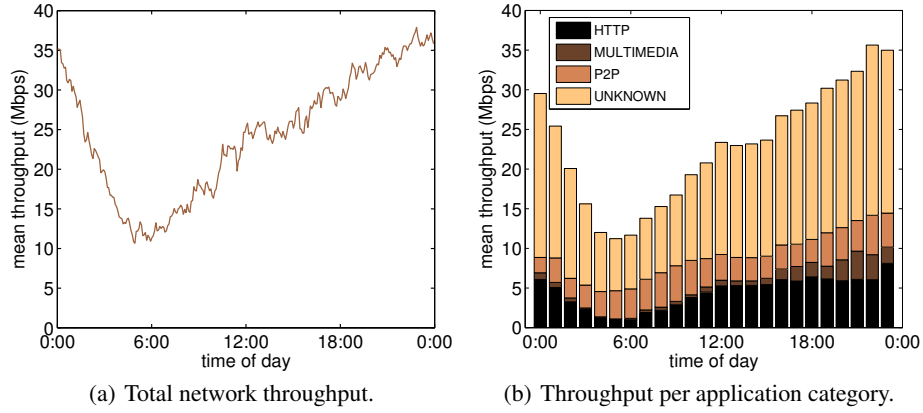 40
35
30
25
20
15
10
5
0
mean throughput (Mbps)
0:00 6:00 12:00 18:00 0:00
time of day
(a) Total network throughput.
40
35
30
25
20
15
10
5
0
mean throughput (Mbps)
HTTP
MULTIMEDIA
P2P
UNKNOWN
0:00 6:00 12:00 18:00 0:00
time of day
(b) Throughput per application category.